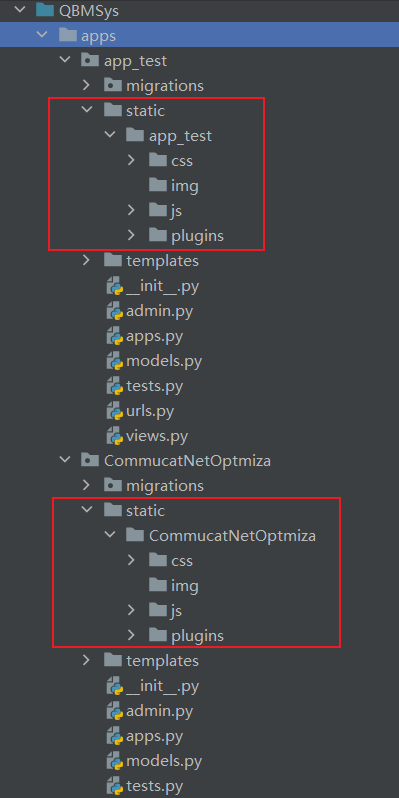 QBMSys
apps
app_test
migrations
static
app_test
css
img
js
plugins
templates
__init__.py
admin.py
apps.py
models.py
tests.py
urls.py
views.py
CommucatNetOptmiza
migrations
static
CommucatNetOptmiza
css
img
js
plugins
templates
__init__.py
admin.py
apps.py
models.py
tests.py